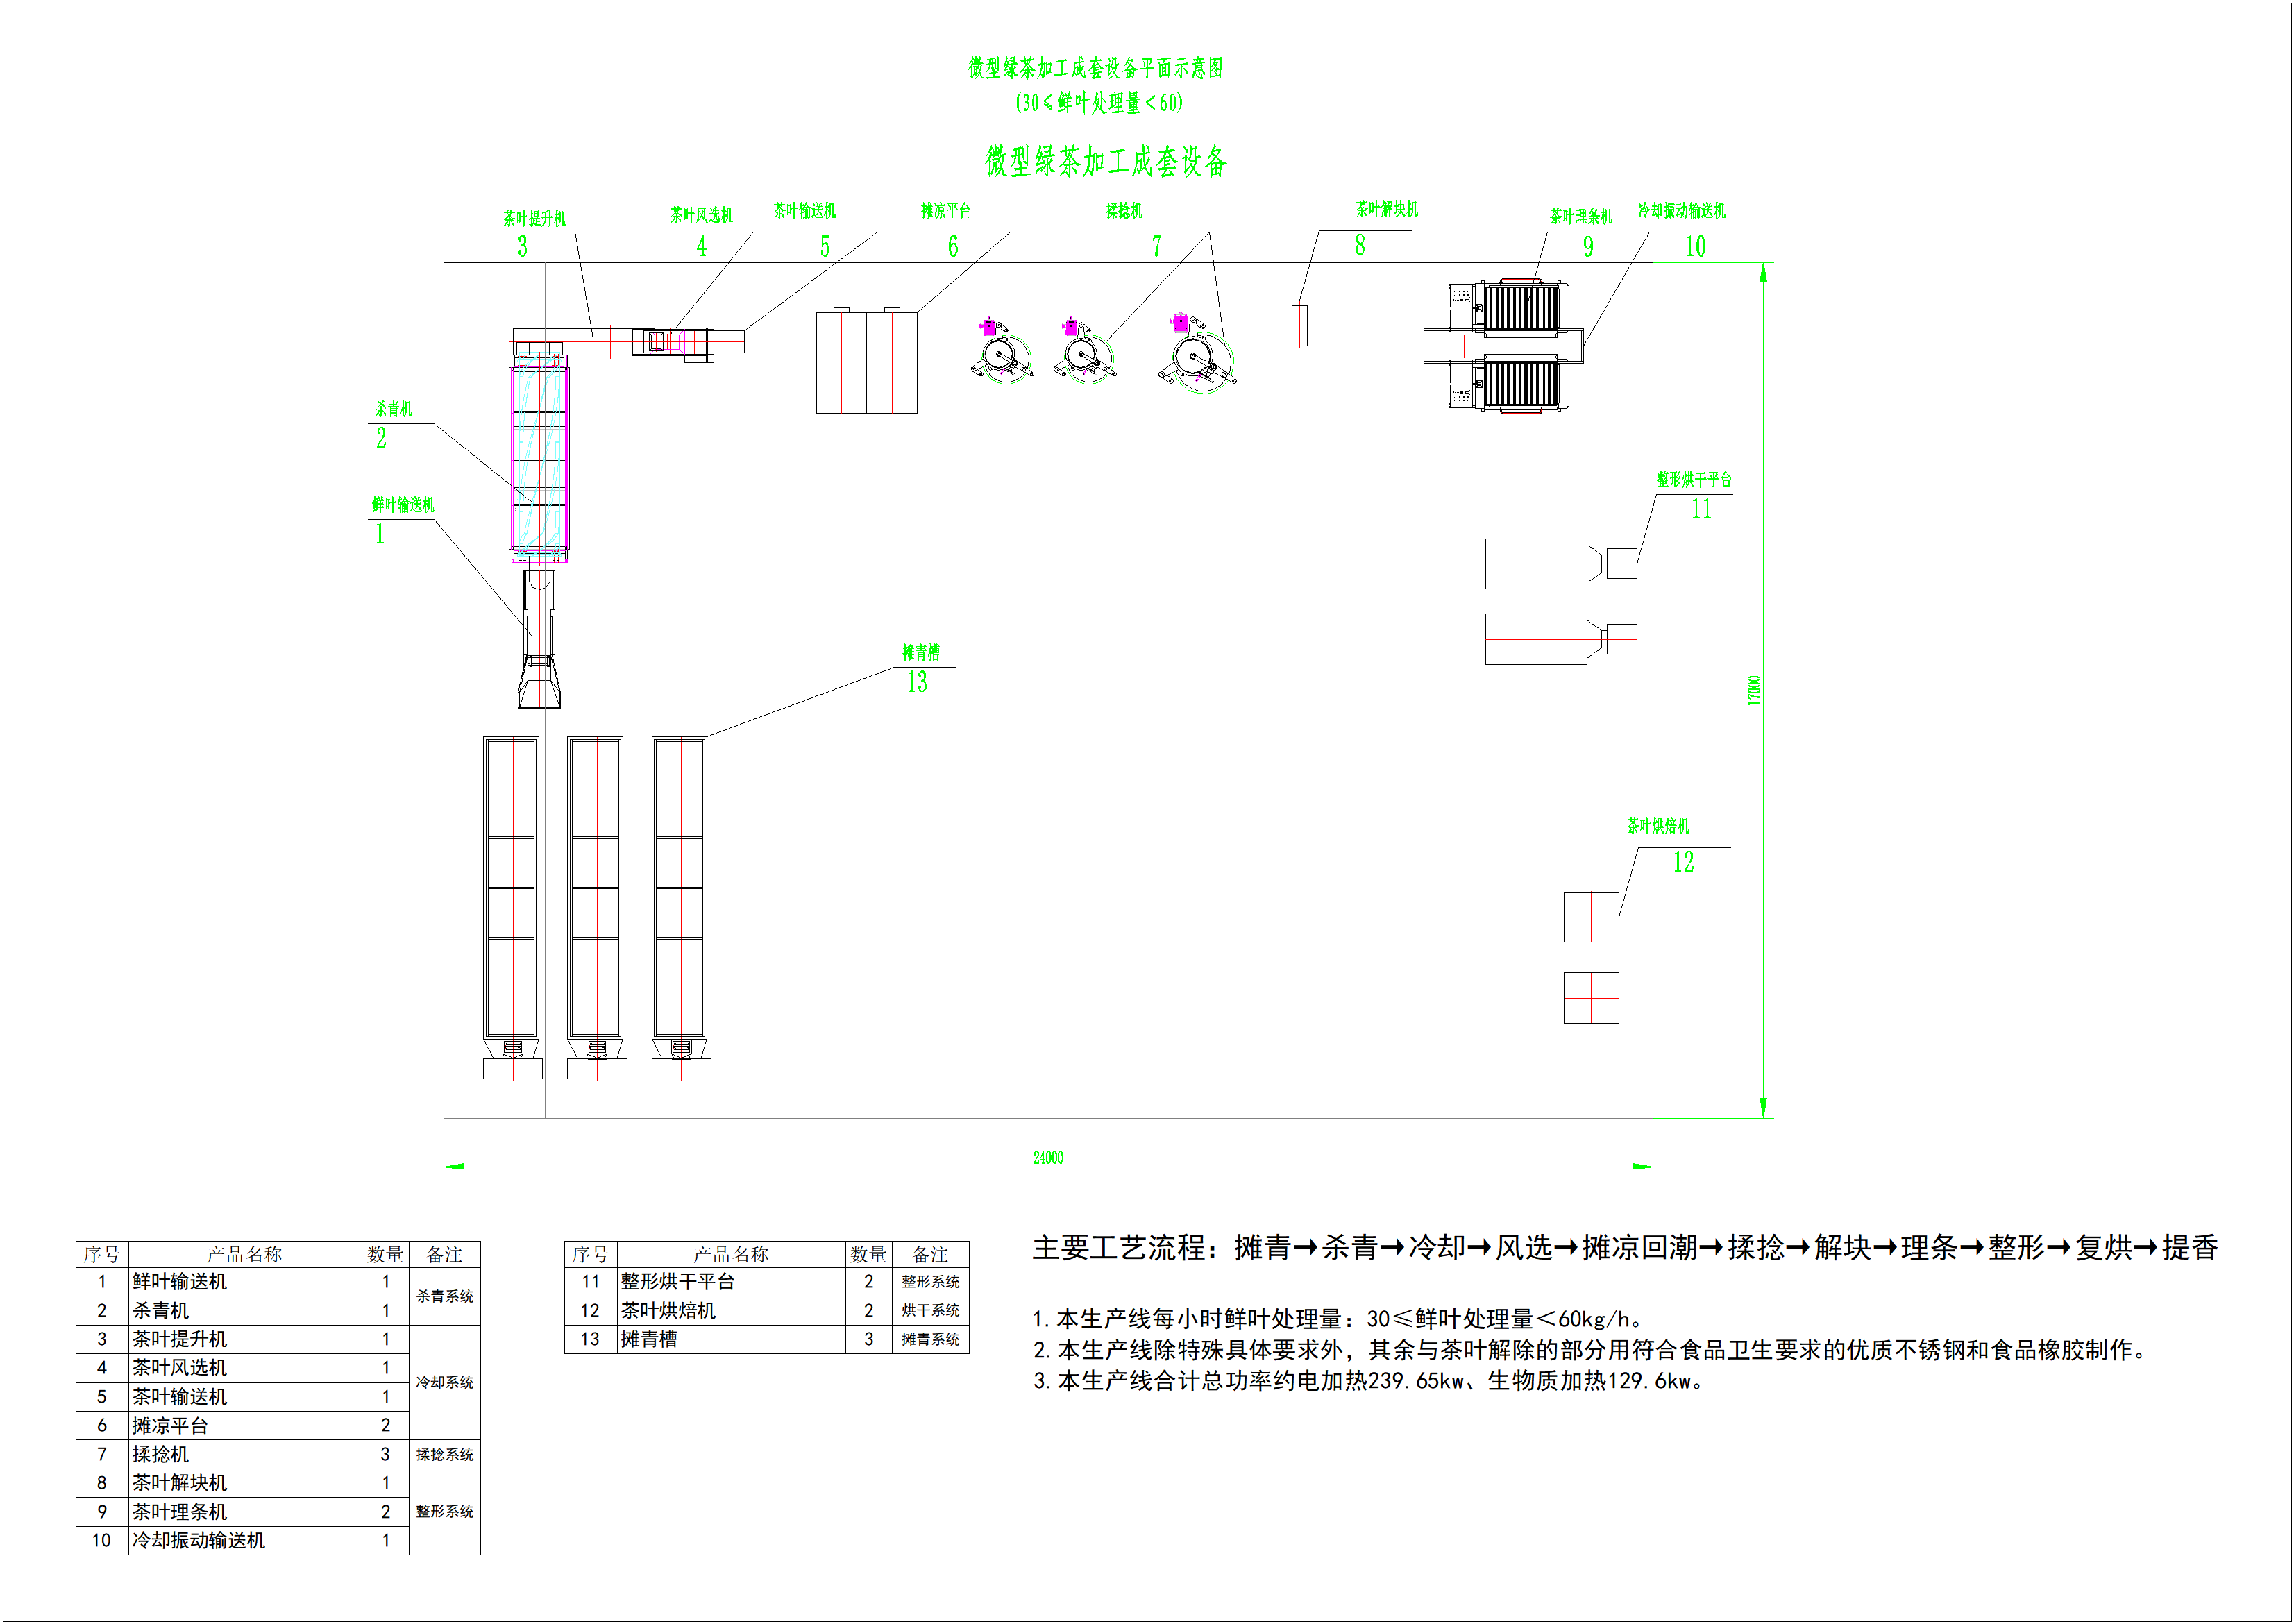 微型绿茶加工成套设备平面示意图
(30≤鲜叶处理量<60)
微型绿茶加工成套设备
茶叶提升机
3
茶叶风选机
4
茶叶输送机
5
摊凉平台
6
揉捻机
7
茶叶解块机
8
茶叶理条机
9
冷却振动输送机
10
杀青机
2
鲜叶输送机
1
整形烘干平台
11
摊青槽
13
17000
茶叶烘焙机
12
24000
序号 产品名称 数量 备注
1 鲜叶输送机 1 杀青系统
2 杀青机 1
3 茶叶提升机 1 冷却系统
4 茶叶风选机 1
5 茶叶输送机 1
6 摊凉平台 2
7 揉捻机 3 揉捻系统
8 茶叶解块机 1 整形系统
9 茶叶理条机 2
10 冷却振动输送机 1
序号 产品名称 数量 备注
11 整形烘干平台 2 整形系统
12 茶叶烘焙机 2 烘干系统
13 摊青槽 3 摊青系统
主要工艺流程：摊青→杀青→冷却→风选→摊凉回潮→揉捻→解块→理条→整形→复烘→提香
1.本生产线每小时鲜叶处理量：30≤鲜叶处理量＜60kg/h。
2.本生产线除特殊具体要求外，其余与茶叶解除的部分用符合食品卫生要求的优质不锈钢和食品橡胶制作。
3.本生产线合计总功率约电加热239.65kw、生物质加热129.6kw。